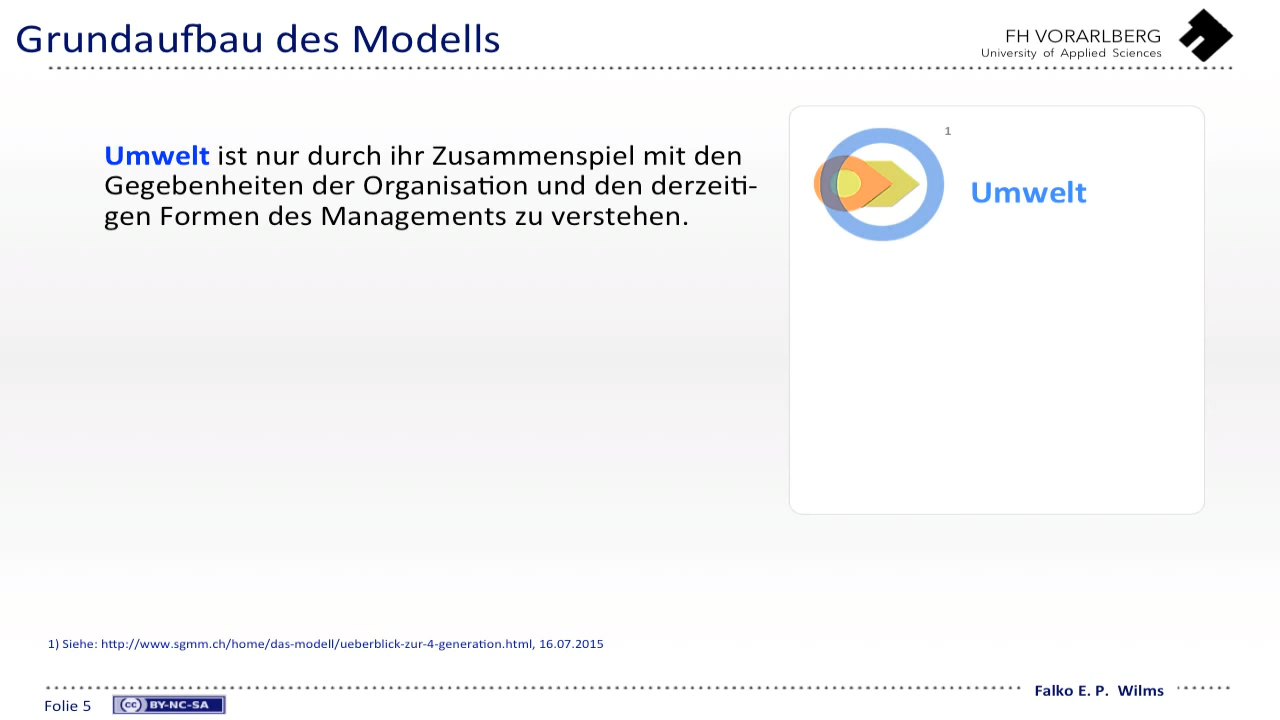 Grundaufbau des Modells
FH VORARLBERG
University of Applied Sciences
Umwelt ist nur durch ihr Zusammenspiel mit den
Gegebenheiten der Organisation und den derzeiti-
gen Formen des Managements zu verstehen.
1
Umwelt
1) Siehe: http://www.sgmm.ch/home/das-modell/ueberblick-zur-4-generation.html, 16.07.2015
Falko E. P. Wilms
Folie 5
cc BY-NC-SA